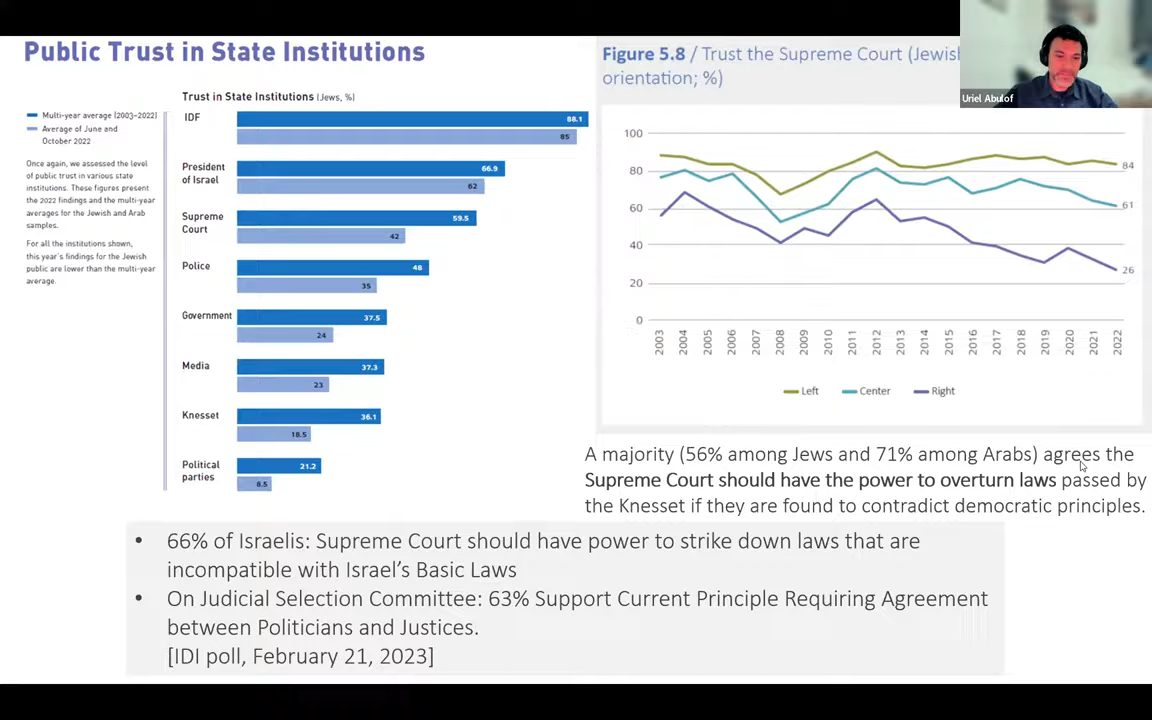 Public Trust in State Institutions
Trust in State Institutions (Jews, %)
Multi-year average (2003-2022)
Average of June and
October 2022
Once again, we assessed the level
of public trust in various state
institutions. These figures present
the 2022 findings and the multi-year
averages for the Jewish and Arab
samples.
For all the institutions shown,
this year's findings for the Jewish
public are lower than the multi-year
average.
IDF
88.1
85
President
of Israel
66.9
62
Supreme
Court
59.5
42
Police
48
35
Government
37.5
24
Media
37.3
23
Knesset
36.1
18.5
Political
parties
21.2
8.5
Figure 5.8 / Trust the Supreme Court (Jewish
orientation; %)
Uriel Abulof
100
80
60
40
20
0
84
61
26
2003
2004
2005
2006
2007
2008
2009
2010
2011
2012
2013
2014
2015
2016
2017
2018
2019
2020
2021
2022
Left
Center
Right
A majority (56% among Jews and 71% among Arabs) agrees the
Supreme Court should have the power to overturn laws passed by
the Knesset if they are found to contradict democratic principles.
• 66% of Israelis: Supreme Court should have power to strike down laws that are
incompatible with Israel's Basic Laws
• On Judicial Selection Committee: 63% Support Current Principle Requiring Agreement
between Politicians and Justices.
[IDI poll, February 21, 2023]